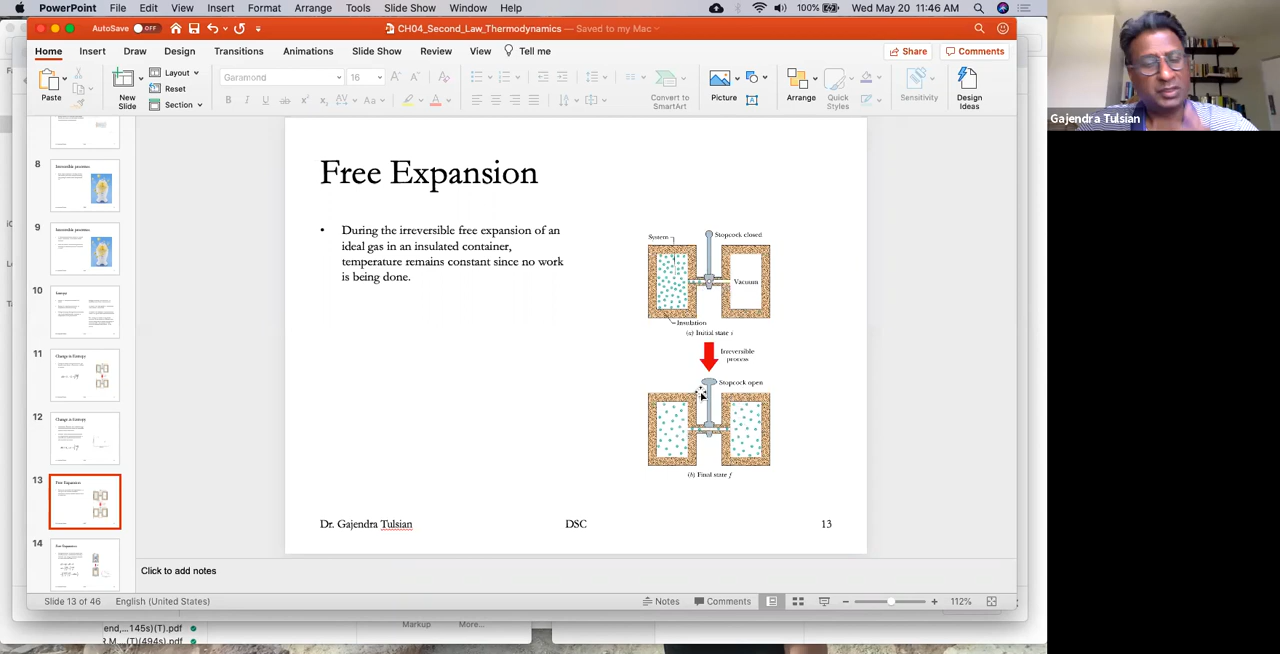 PowerPoint File Edit View Insert Format Arrange Tools Slide Show Window Help
100% Wed May 20 11:46 AM
AutoSave OFF
CH04_Second_Law_Thermodynamics — Saved to my Mac
Home Insert Draw Design Transitions Animations Slide Show Review View Tell me
Share Comments
Paste
New Slide
Layout
Reset
Section
Garamond 16
Convert to SmartArt
Picture
Arrange
Quick Styles
Sensitivity
Design Ideas
Gajendra Tulsian
8
9
10
11
12
13
14
Free Expansion
• During the irreversible free expansion of an
ideal gas in an insulated container,
temperature remains constant since no work
is being done.
System
Stopcock closed
Vacuum
Insulation
(a) Initial state i
Irreversible
process
Stopcock open
(b) Final state f
Dr. Gajendra Tulsian
DSC
13
Click to add notes
Slide 13 of 46 English (United States)
Notes Comments
112%
Markup More...
end,...145s)(T).pdf